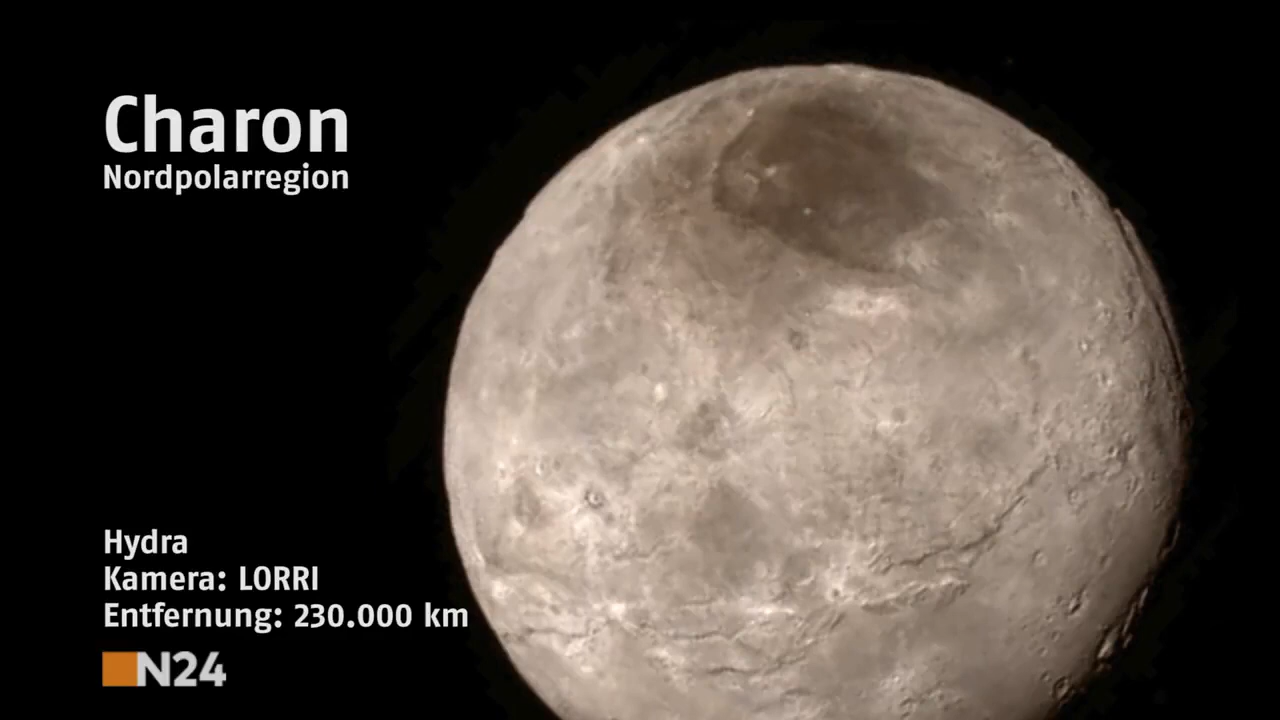 Charon
Nordpolarregion
Hydra
Kamera: LORRI
Entfernung: 230.000 km
N24